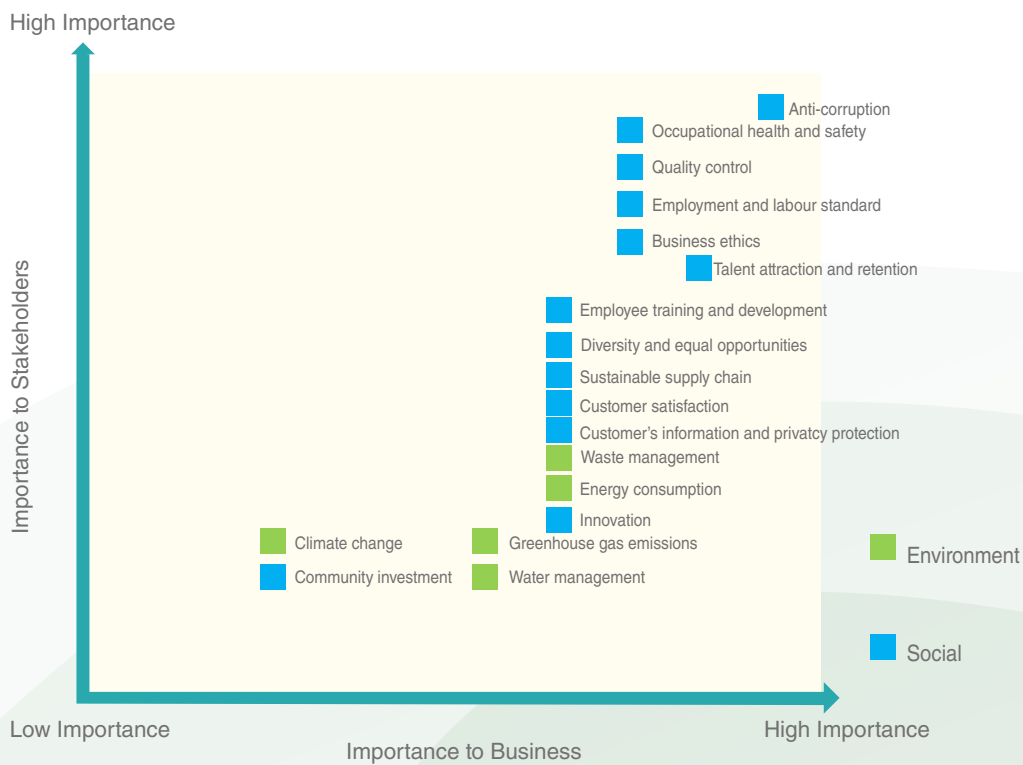 High Importance
Importance to Stakeholders
Anti-corruption
Occupational health and safety
Quality control
Employment and labour standard
Business ethics
Talent attraction and retention
Employee training and development
Diversity and equal opportunities
Sustainable supply chain
Customer satisfaction
Customer's information and privatcy protection
Waste management
Energy consumption
Innovation
Climate change
Greenhouse gas emissions
Community investment
Water management
Environment
Social
Low Importance
High Importance
Importance to Business